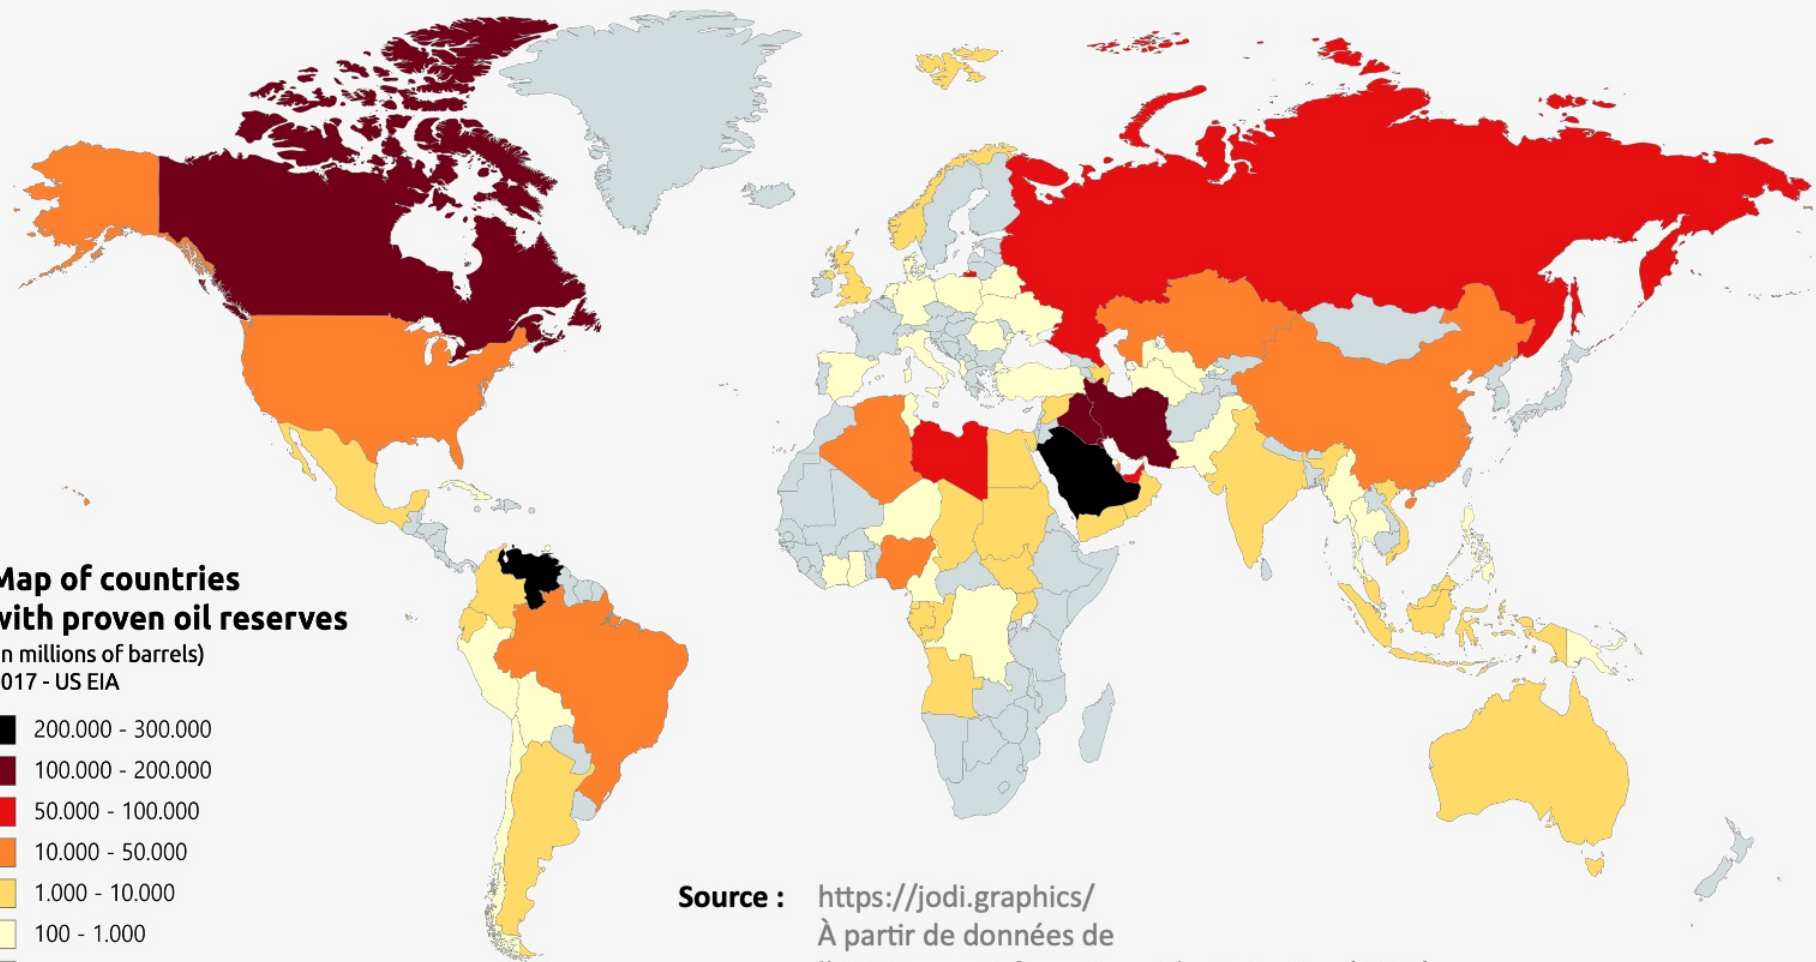 Map of countries
with proven oil reserves
in millions of barrels)
2017 - US EIA
200.000 - 300.000
100.000 - 200.000
50.000 - 100.000
10.000 - 50.000
1.000 - 10.000
100 - 1.000
Source : https://jodi.graphics/
À partir de données de